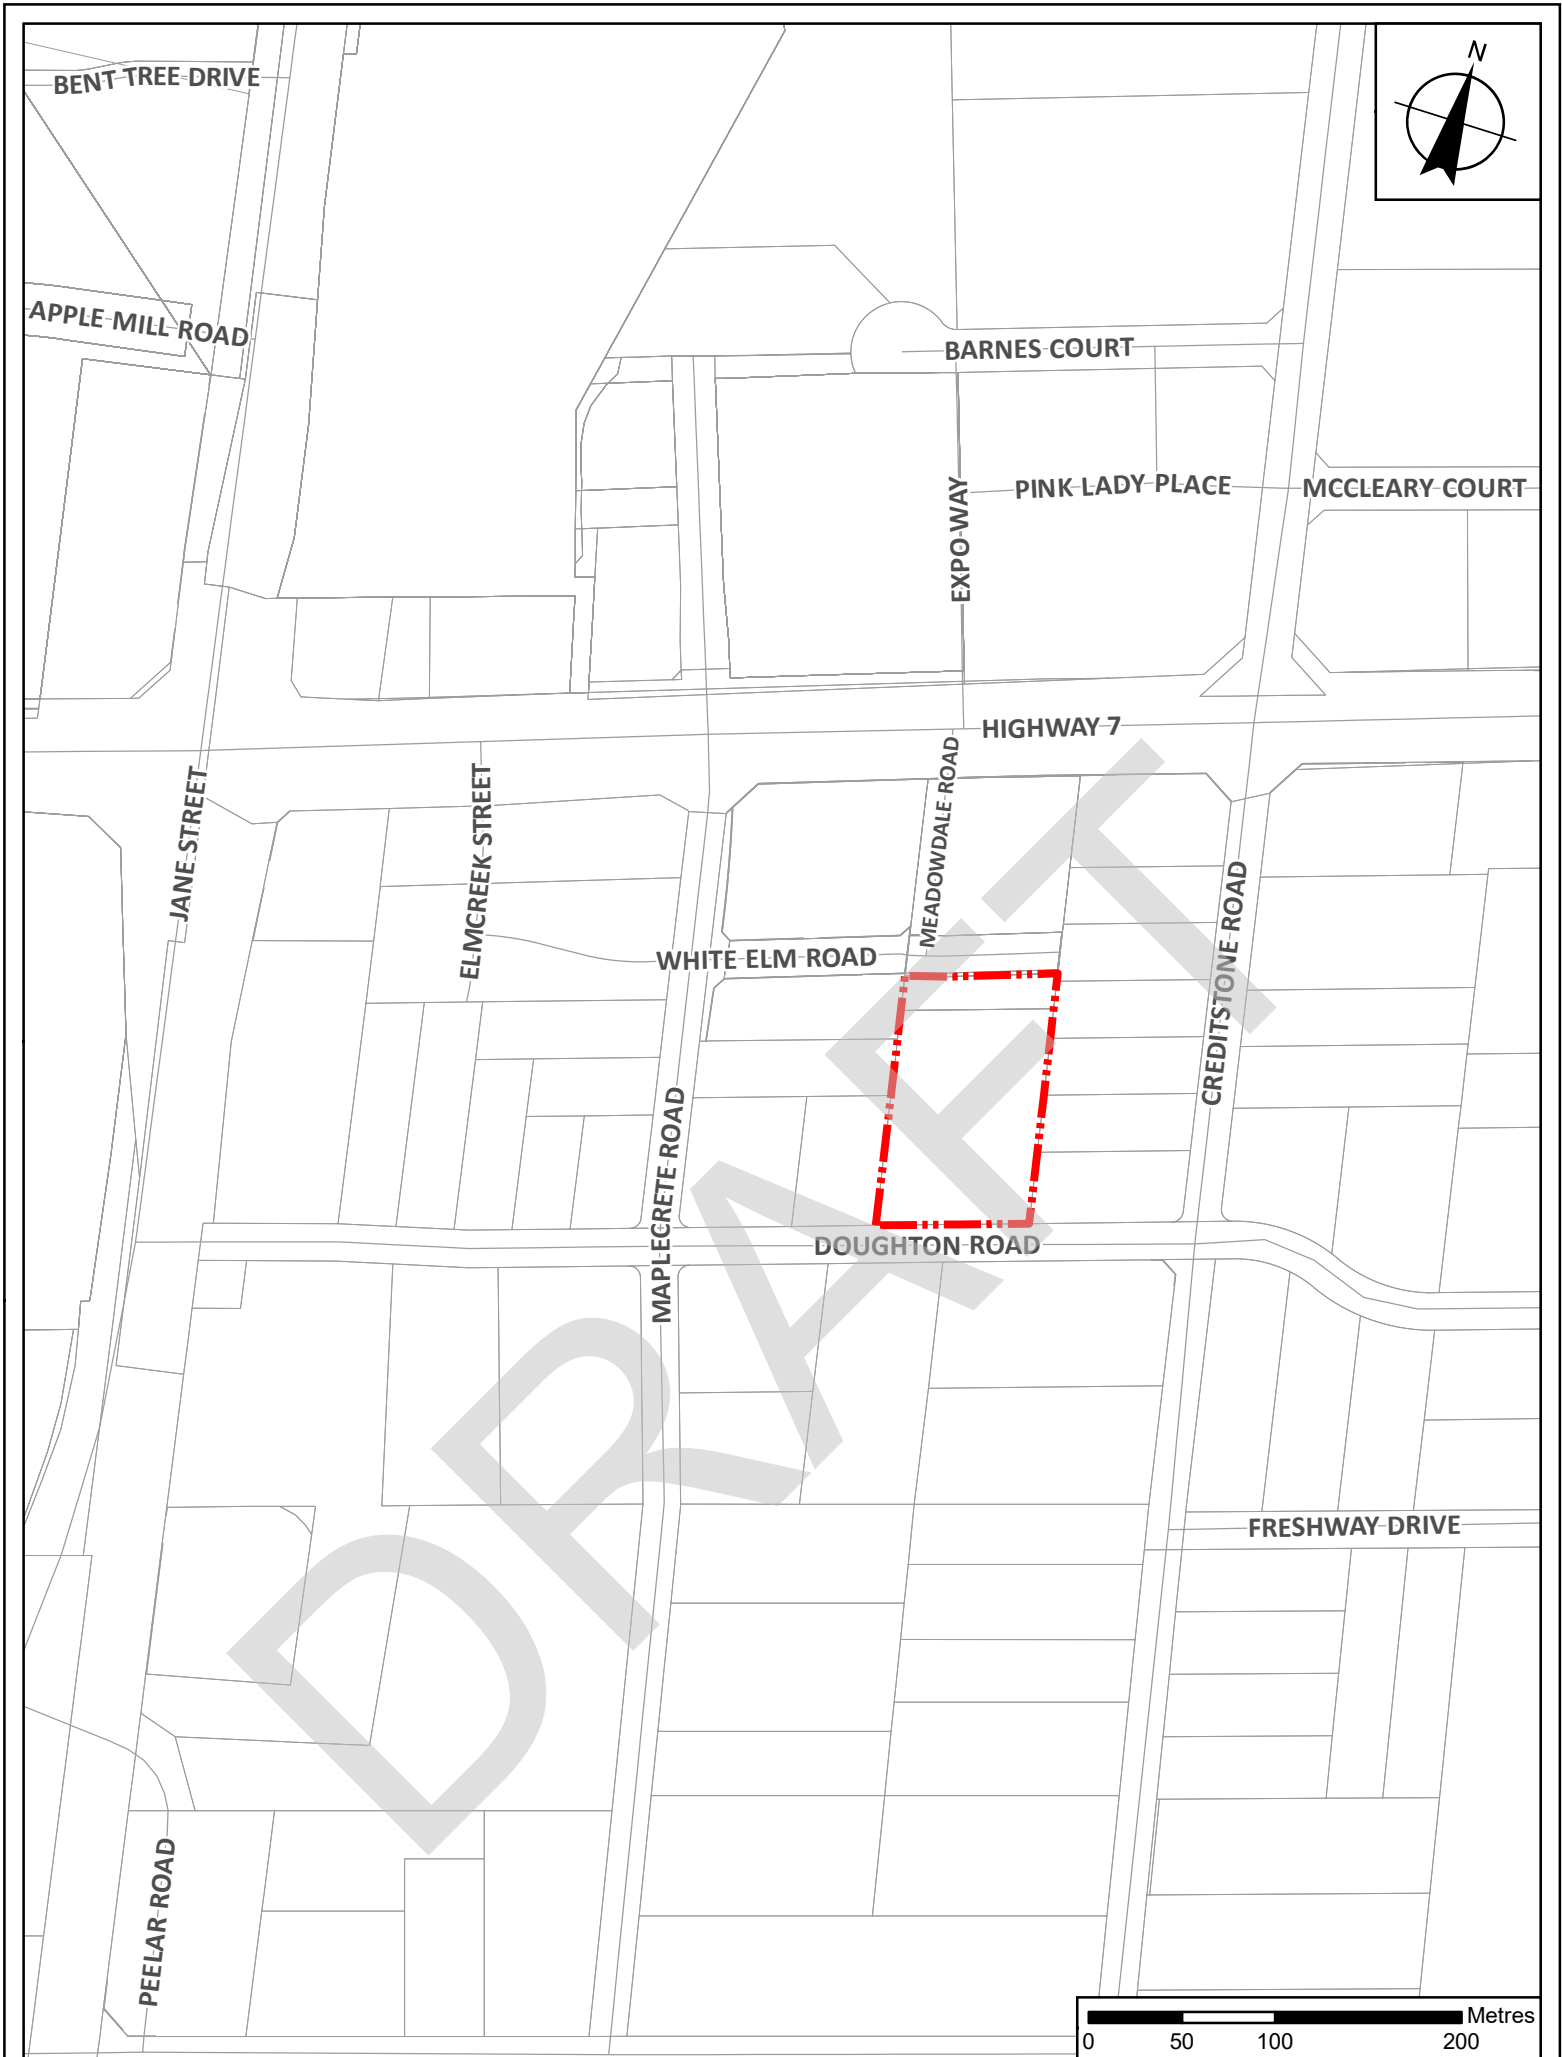 N
BENT TREE DRIVE
APPLE MILL ROAD
BARNES COURT
PINK LADY PLACE
MCCLEARY COURT
EXPO WAY
HIGHWAY 7
JANE STREET
ELMCREEK STREET
MEADOWDALE ROAD
WHITE ELM ROAD
CREDITSTONE ROAD
MAPLECRETE ROAD
DOUGHTON ROAD
DRAFT
FRESHWAY DRIVE
PEELAR ROAD
Metres
0 50 100 200